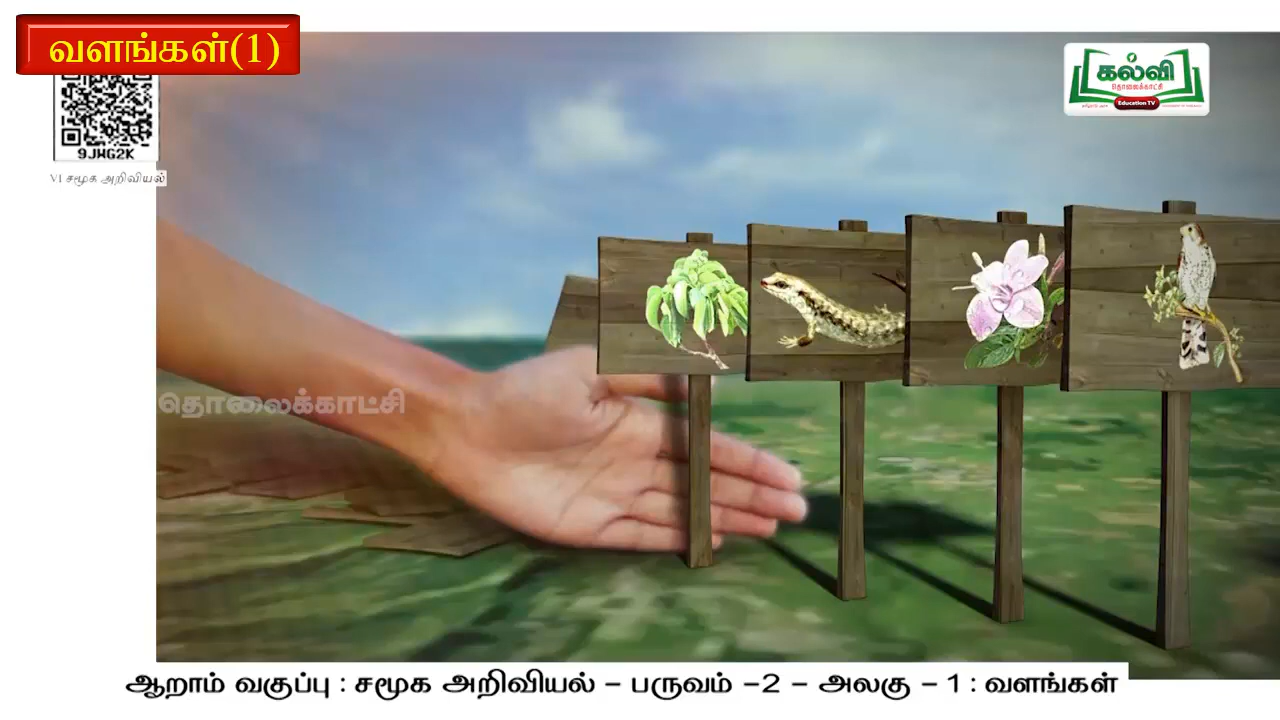 வளங்கள்(1)
கல்வி
தொலைக்காட்சி
Education TV
9JWG2K
VI சமூக அறிவியல்
தொலைக்காட்சி
ஆறாம் வகுப்பு : சமூக அறிவியல் – பருவம் –2 – அலகு – 1 : வளங்கள்